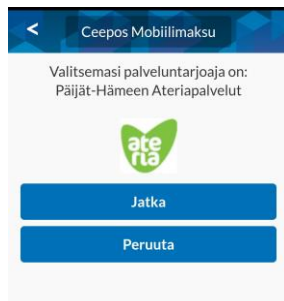 <
Ceepos Mobiilimaksu
Valitsemasi palveluntarjoaja on:
Päijät-Hämeen Ateriapalvelut
ate
ria
Jatka
Peruuta